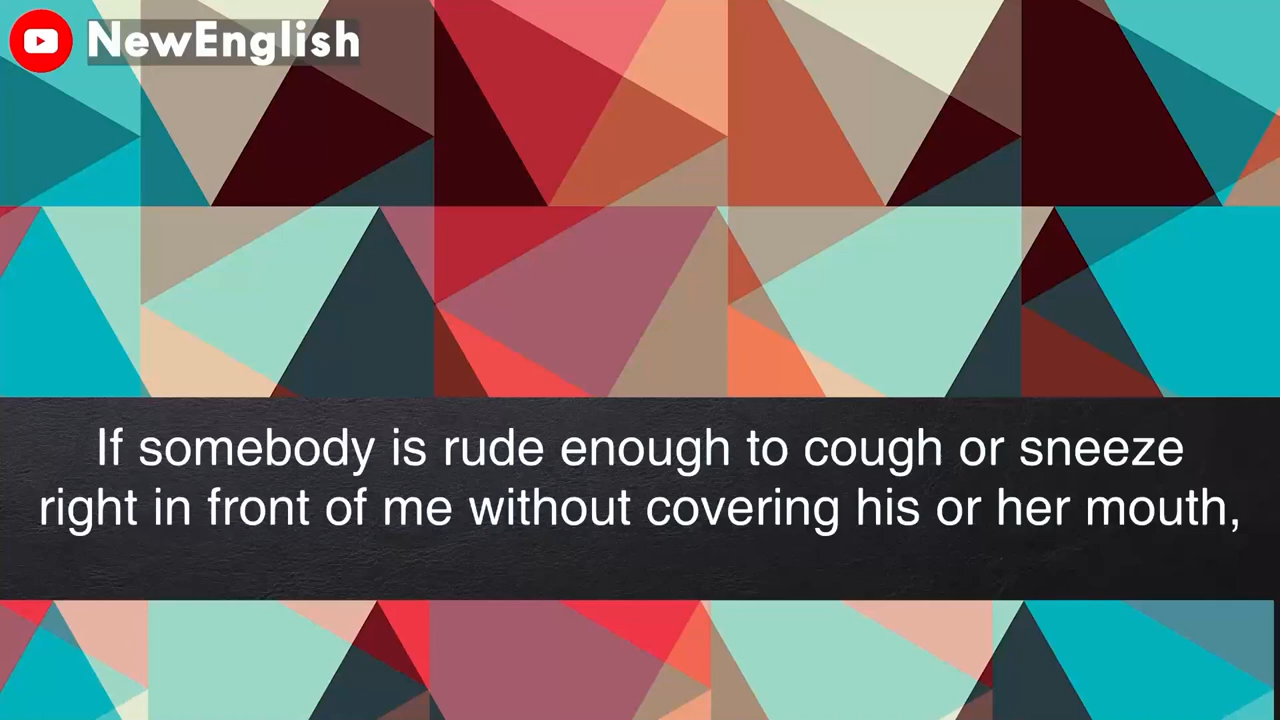 NewEnglish
If somebody is rude enough to cough or sneeze
right in front of me without covering his or her mouth,